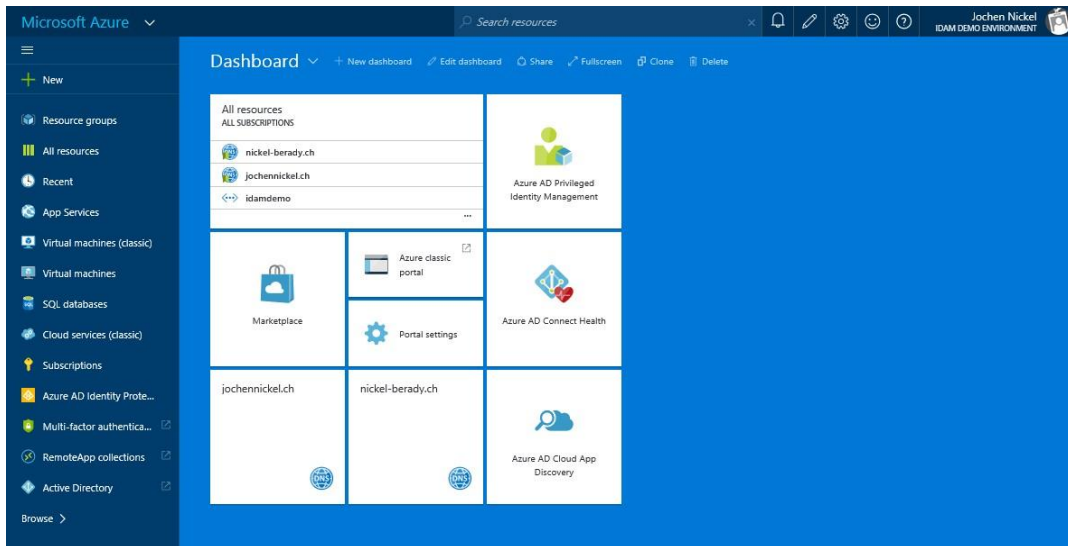 Microsoft Azure
Search resources
Jochen Nickel
IDAM DEMO ENVIRONMENT
New
Resource groups
All resources
Recent
App Services
Virtual machines (classic)
Virtual machines
SQL databases
Cloud services (classic)
Subscriptions
Azure AD Identity Prote...
Multi-factor authentica...
RemoteApp collections
Active Directory
Browse >
Dashboard
New dashboard
Edit dashboard
Share
Fullscreen
Clone
Delete
All resources
ALL SUBSCRIPTIONS
nickel-berady.ch
jochennickel.ch
idamdemo
...
Azure AD Privileged
Identity Management
Marketplace
Azure classic
portal
Portal settings
Azure AD Connect Health
jochennickel.ch
DNS
nickel-berady.ch
DNS
Azure AD Cloud App
Discovery